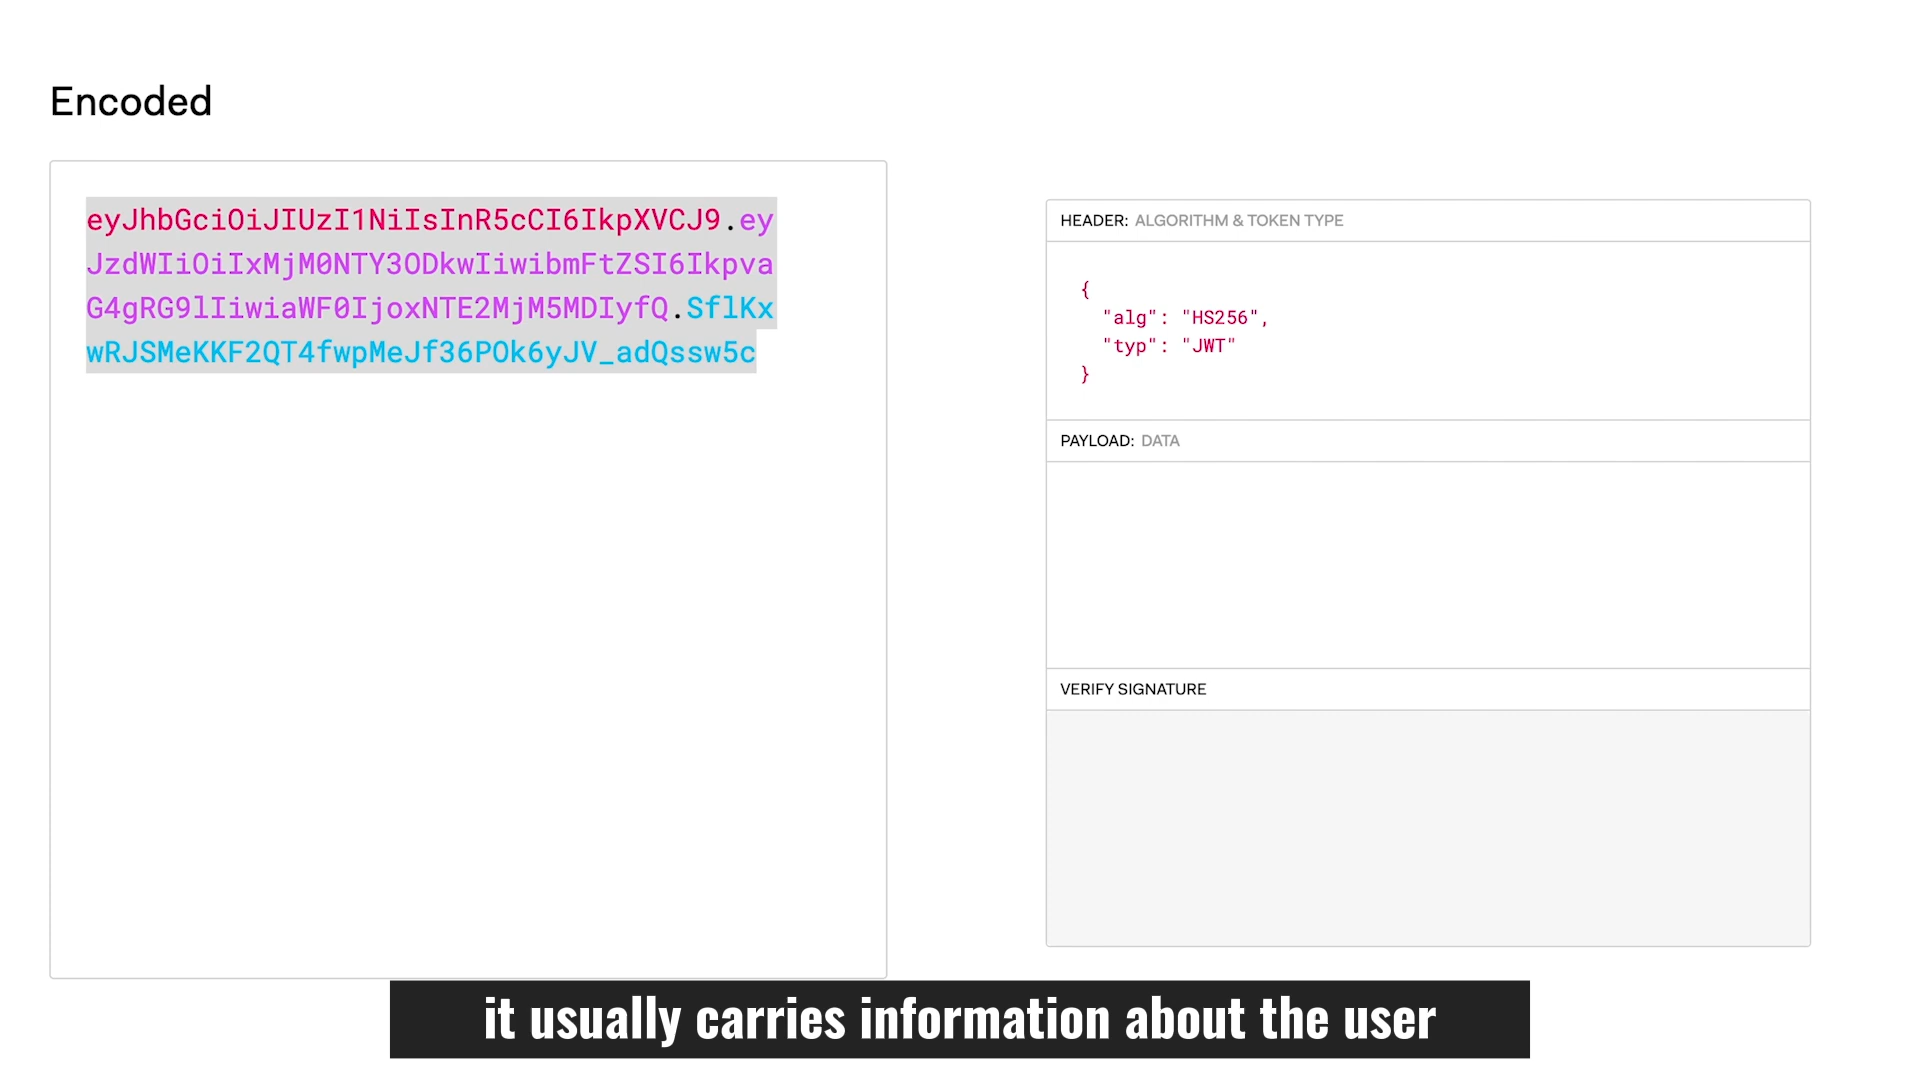 Encoded
eyJhbGciOiJIUzI1NiIsInR5cCI6IkpXVCJ9.ey
JzdWIiOiIxMjM0NTY3ODkwIiwibmFtZSI6Ikpva
G4gRG9lIiwiaWF0IjoxNTE2MjM5MDIyfQ.SflKx
wRJSMeKKF2QT4fwpMeJf36POk6yJV_adQssw5c
HEADER: ALGORITHM & TOKEN TYPE
{
"alg": "HS256",
"typ": "JWT"
}
PAYLOAD: DATA
VERIFY SIGNATURE
it usually carries information about the user